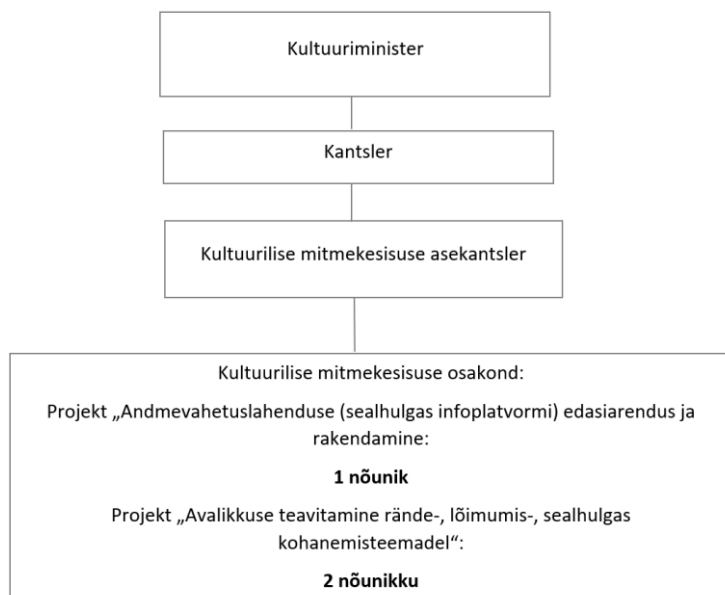 Kultuuriminister
Kantsler
Kultuurilise mitmekesisuse asekantsler
Kultuurilise mitmekesisuse osakond:
Projekt „Andmevahetuslahenduse (sealhulgas infoplatvormi) edasiarendus ja
rakendamine:
1 nõunik
Projekt „Avalikkuse teavitamine rände-, lõimumis-, sealhulgas
kohanemisteemadel“:
2 nõunikku